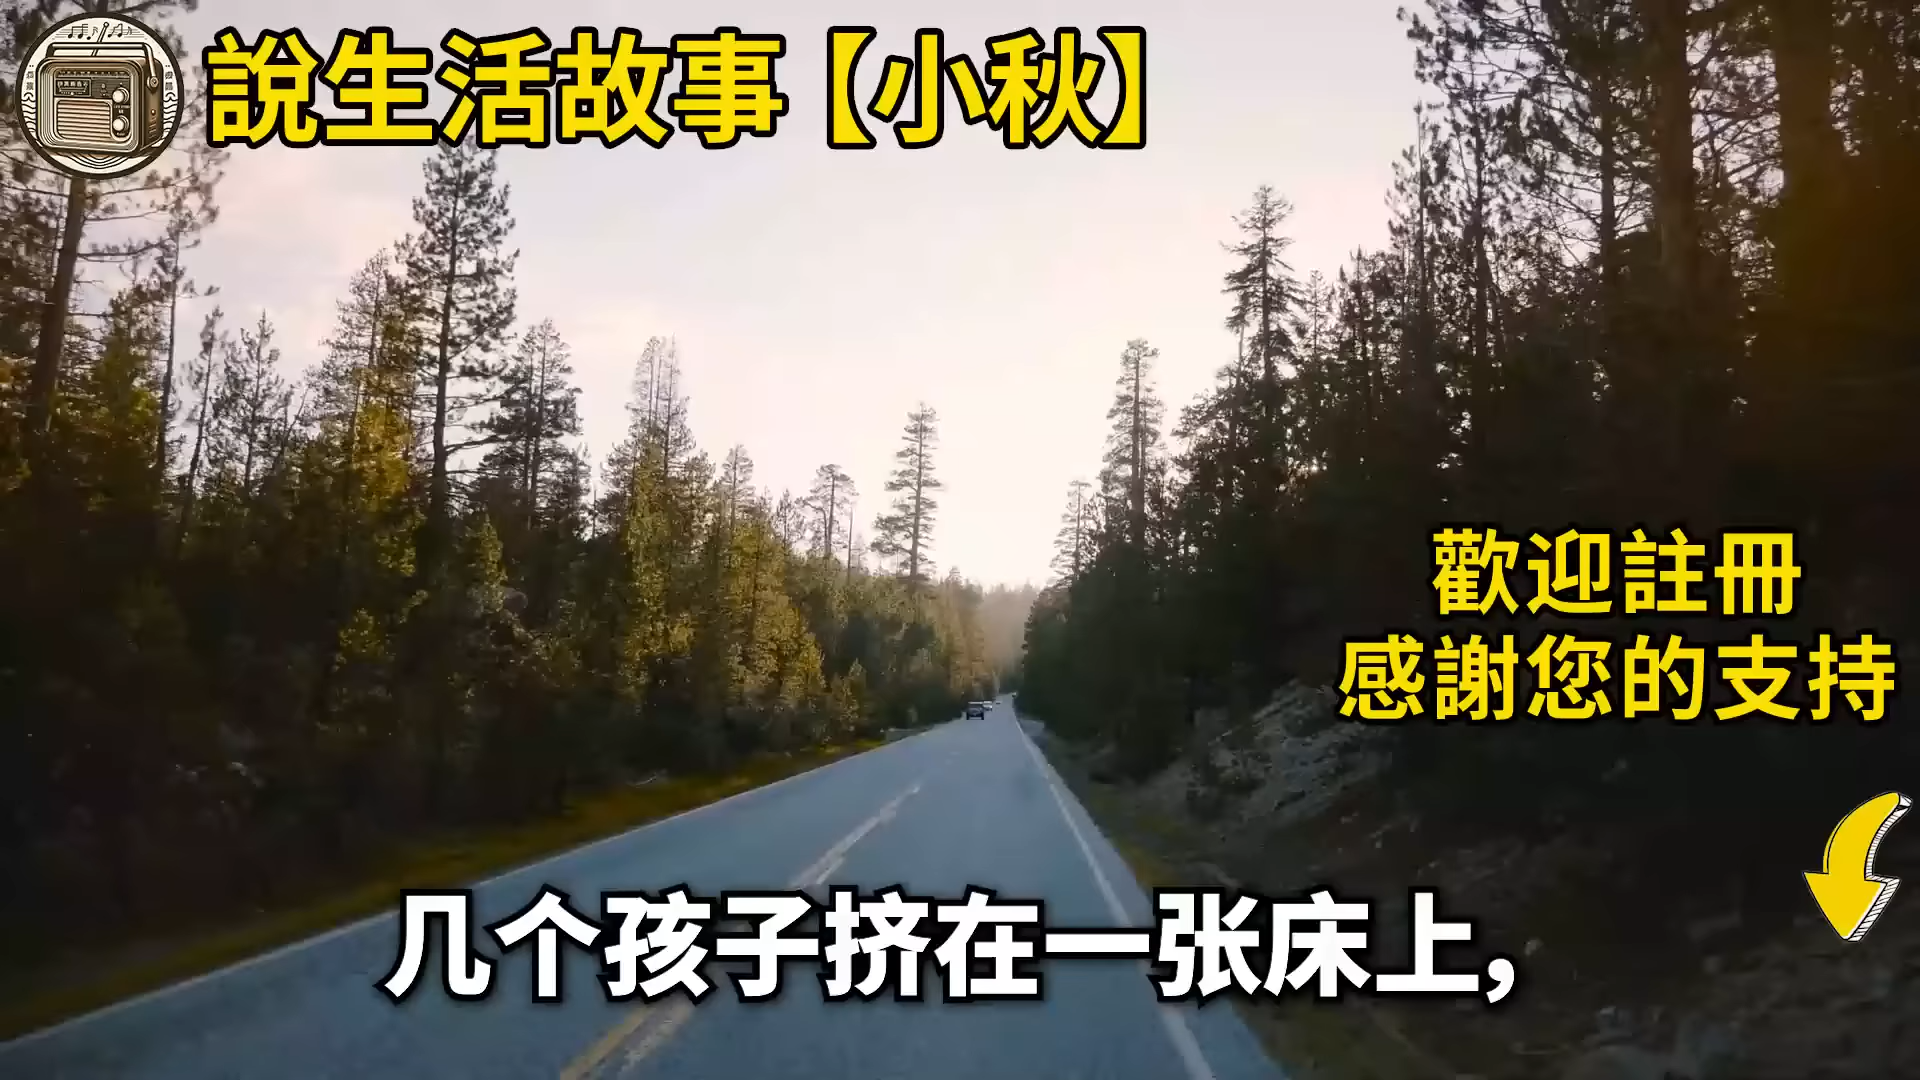 說生活故事【小秋】
歡迎註冊
感謝您的支持
几个孩子挤在一张床上,